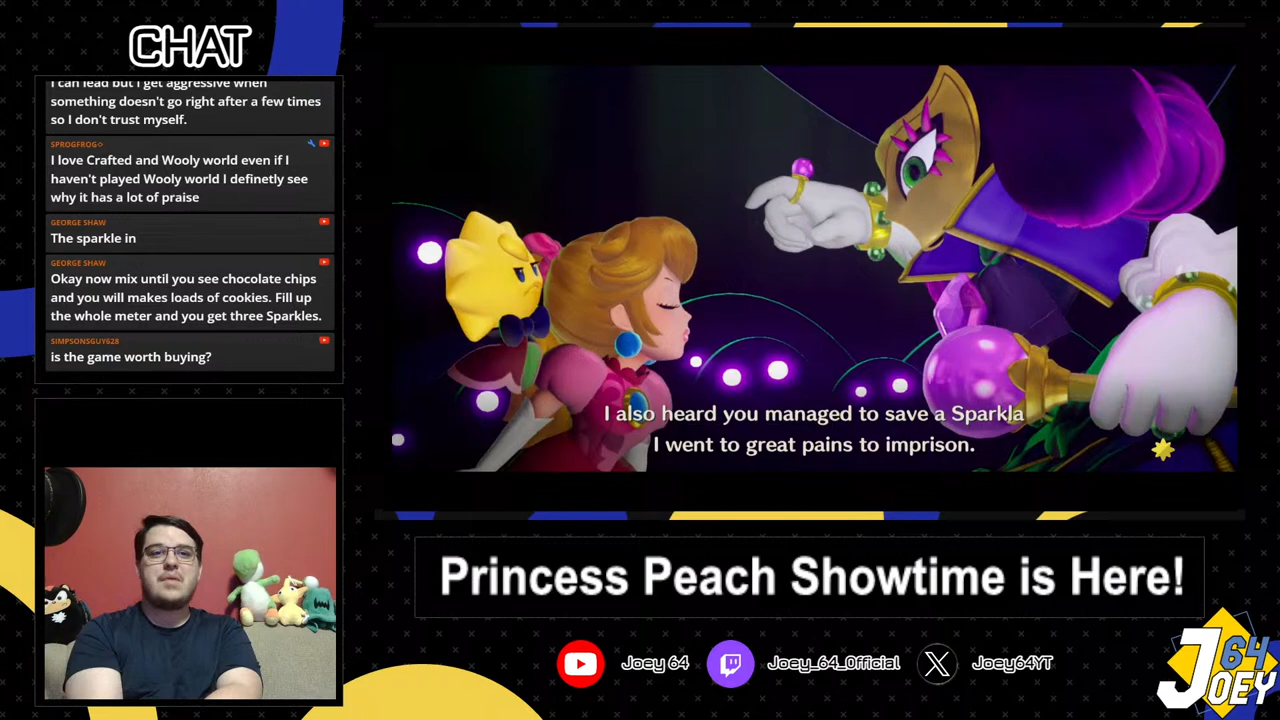 CHAT
I can lead but I get aggressive when
something doesn't go right after a few times
so I don't trust myself.
SPROGFROG
I love Crafted and Wooly world even if I
haven't played Wooly world I definetly see
why it has a lot of praise
GEORGE SHAW
The sparkle in
GEORGE SHAW
Okay now mix until you see chocolate chips
and you will makes loads of cookies. Fill up
the whole meter and you get three Sparkles.
SIMPSONSGUY628
is the game worth buying?
I also heard you managed to save a Sparkla
I went to great pains to imprison.
Princess Peach Showtime is Here!
Joey 64
Joey_64_Official
Joey64YT
JOEY 64